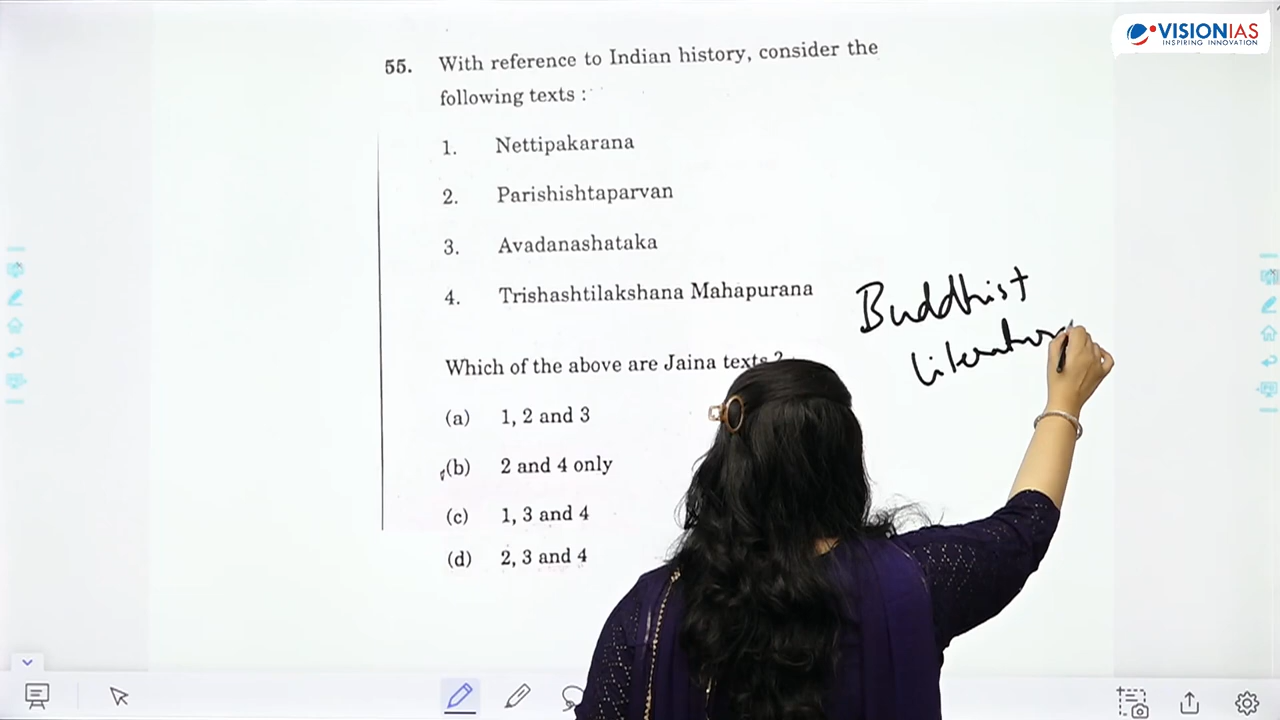 VISIONIAS
INSPIRING INNOVATION
55. With reference to Indian history, consider the
following texts :
1. Nettipakarana
2. Parishishtaparvan
3. Avadanashataka
4. Trishashtilakshana Mahapurana
Buddhist
Literatur
Which of the above are Jaina texts ?
(a) 1, 2 and 3
(b) 2 and 4 only
(c) 1, 3 and 4
(d) 2, 3 and 4